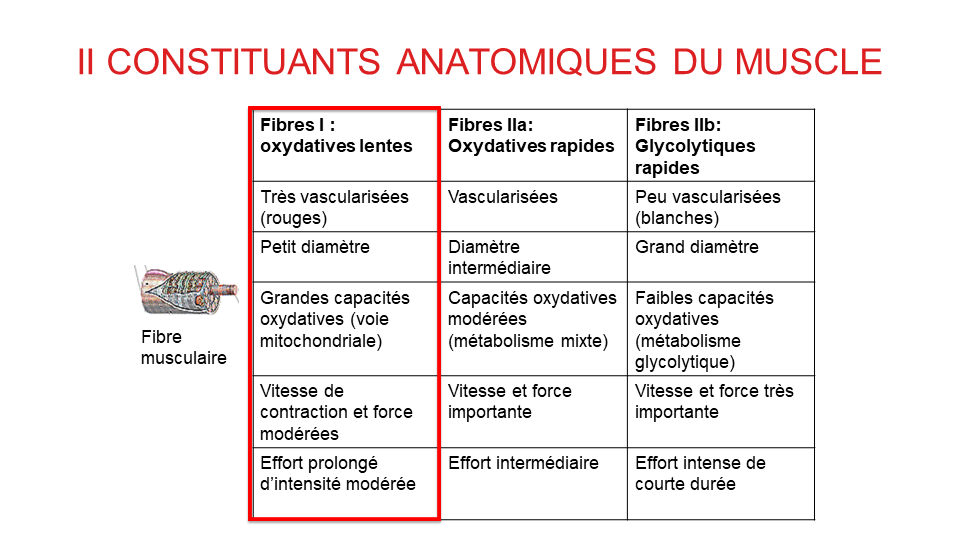 II CONSTITUANTS ANATOMIQUES DU MUSCLE
Fibres I :
oxydatives lentes
Fibres IIa:
Oxydatives rapides
Fibres IIb:
Glycolytiques
rapides
Très vascularisées
(rouges)
Vascularisées
Peu vascularisées
(blanches)
Petit diamètre
Diamètre
intermédiaire
Grand diamètre
Grandes capacités
oxydatives (voie
mitochondriale)
Capacités oxydatives
modérées
(métabolisme mixte)
Faibles capacités
oxydatives
(métabolisme
glycolytique)
Vitesse de
contraction et force
modérées
Vitesse et force
importante
Vitesse et force très
importante
Effort prolongé
d’intensité modérée
Effort intermédiaire
Effort intense de
courte durée
Fibre
musculaire